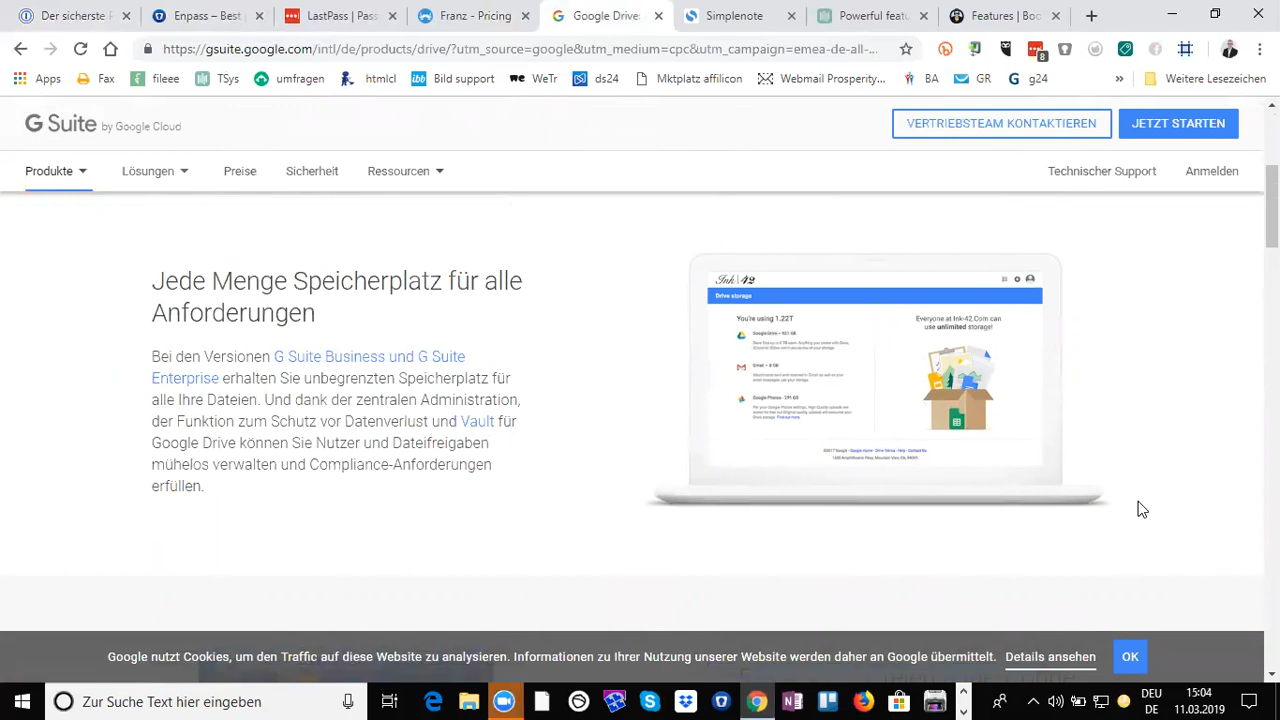 Enpass – Se
LastPass | Pass
Franz - Pricing
Google Drive
Simplenote
Powerful feat
Features | Boo
https://gsuite.google.com/intl/de/products/drive/?utm_source=google&utm_medium=cpc&utm_campaign=emea-de-all-...
8
Apps Fax fileee TSys umfragen htmlcl Bild support WeTr ds24 Mktplatz affilicon Webmail Prosperity... BA GR g24 » Weitere Lesezeichen
G Suite by Google Cloud
VERTRIEBSTEAM KONTAKTIEREN JETZT STARTEN
Produkte Lösungen Preise Sicherheit Ressourcen Technischer Support Anmelden
Jede Menge Speicherplatz für alle
Anforderungen
Bei den Versionen G Suite Business und G Suite
Enterprise erhalten Sie unbegrenzten Speicherplatz für
alle Ihre Dateien. Und dank der zentralen Administration,
der Funktion zum Schutz vor Datenverlust und Vault für
Google Drive können Sie Nutzer und Dateifreigaben
mühelos verwalten und Compliance-Anforderungen
erfüllen.
Ink | 42
Drive storage
You're using 1.22T
Everyone at Ink-42.Com can
use unlimited storage!
Google nutzt Cookies, um den Traffic auf diese Website zu analysieren. Informationen zu Ihrer Nutzung unserer Website werden daher an Google übermittelt. Details ansehen OK
Zur Suche Text hier eingeben
DEU
DE
15:04
11.03.2019